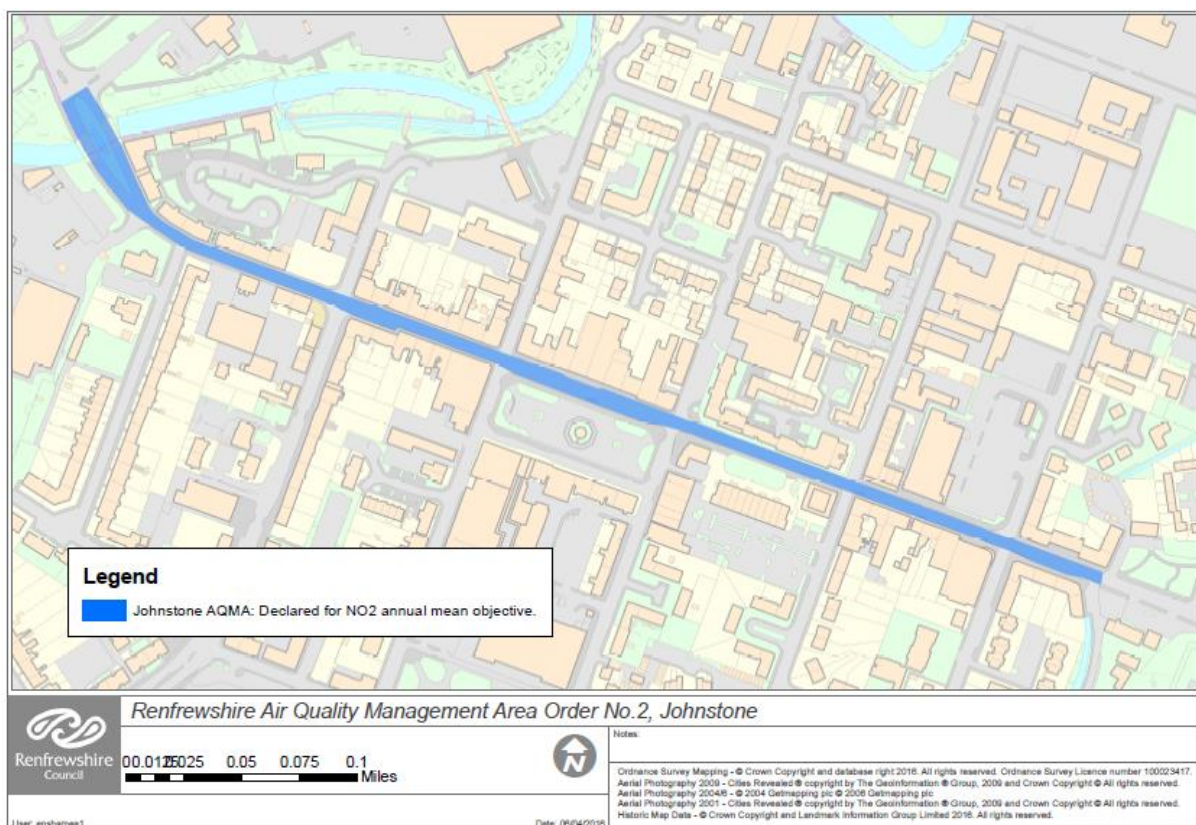 Legend
Johnstone AQMA: Declared for NO2 annual mean objective.
Renfrewshire Air Quality Management Area Order No.2, Johnstone
Renfrewshire
Council
0.05 0.075 0.1
Miles
N
Notes:
Ordnance Survey Mapping - © Crown Copyright and database right 2016. All rights reserved. Ordnance Survey Licence number 100023417.
Aerial Photography 2009 - Cities Revealed ® copyright by The GeoInformation ® Group, 2009 and Crown Copyright © All rights reserved.
Aerial Photography 2004/6 - © 2004 Getmapping plc © 2006 Getmapping plc
Aerial Photography 2001 - Cities Revealed ® copyright by The GeoInformation ® Group, 2009 and Crown Copyright © All rights reserved.
Historic Map Data - © Crown Copyright and Landmark Information Group Limited 2016. All rights reserved.
User:
Date: